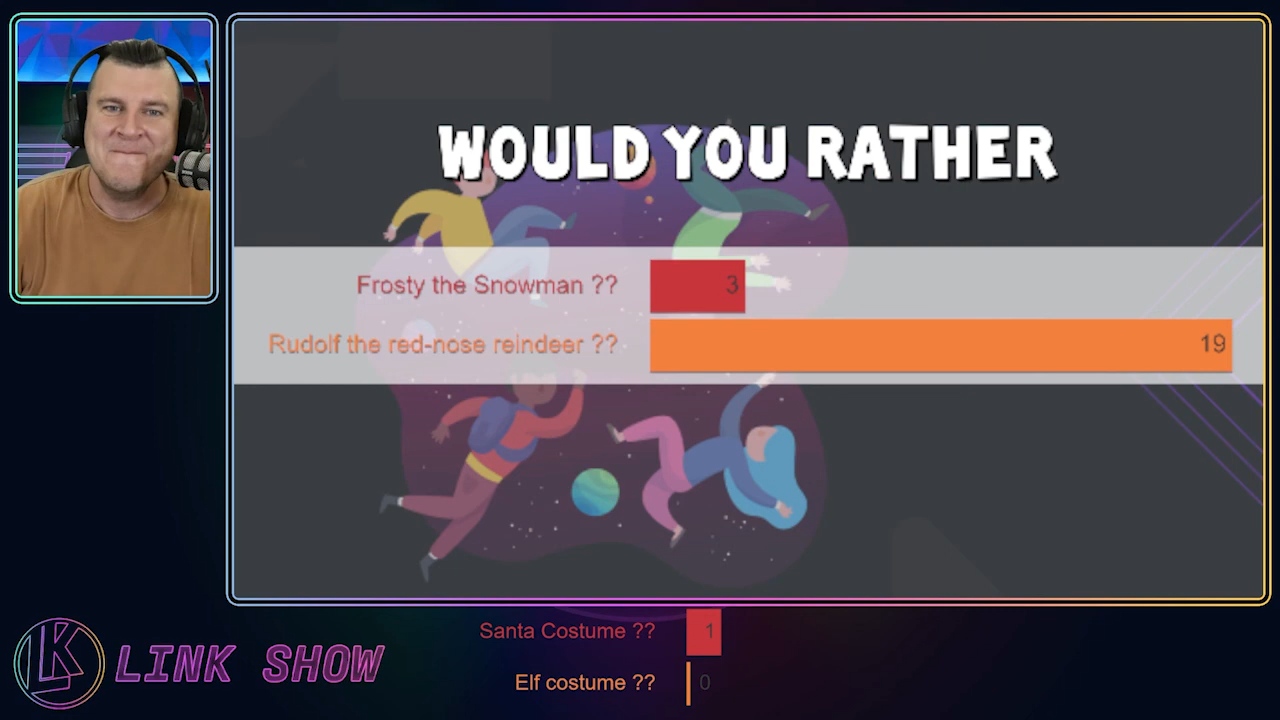 WOULD YOU RATHER
Frosty the Snowman ?? 3
Rudolf the red-nose reindeer ?? 19
Santa Costume ?? 1
Elf costume ?? 0
LK LINK SHOW